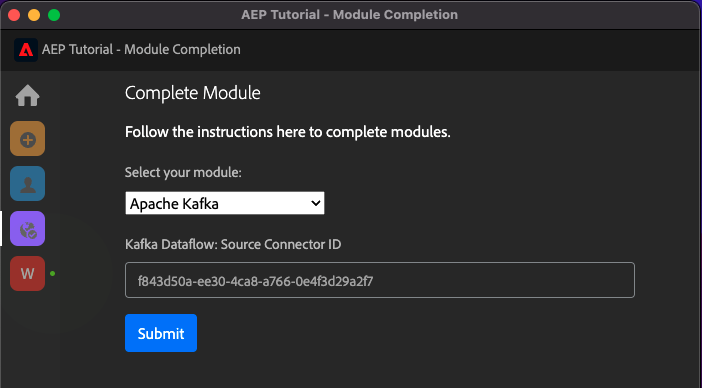 AEP Tutorial - Module Completion
AEP Tutorial - Module Completion
Complete Module
Follow the instructions here to complete modules.
Select your module:
Apache Kafka
Kafka Dataflow: Source Connector ID
f843d50a-ee30-4ca8-a766-0e4f3d29a2f7
W
Submit